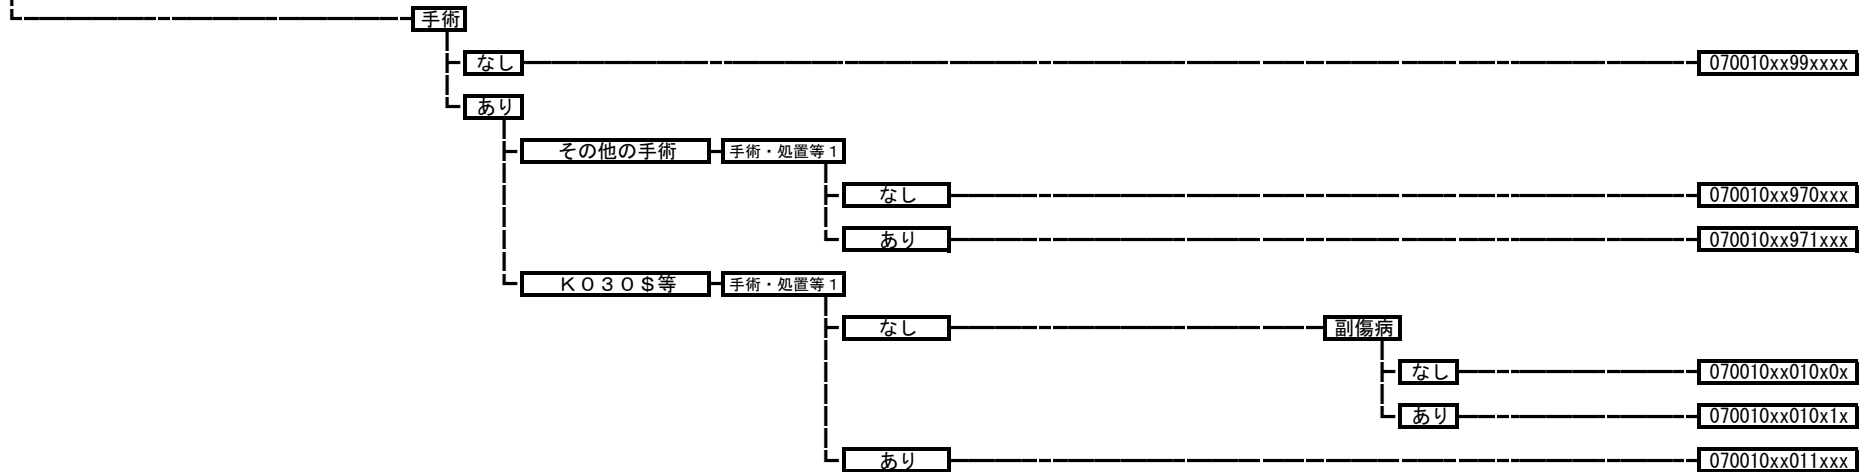 手術
なし 070010xx99xxxx
あり
その他の手術 手術・処置等1
なし 070010xx970xxx
あり 070010xx971xxx
K030$等 手術・処置等1
なし 副傷病
なし 070010xx010x0x
あり 070010xx010x1x
あり 070010xx011xxx